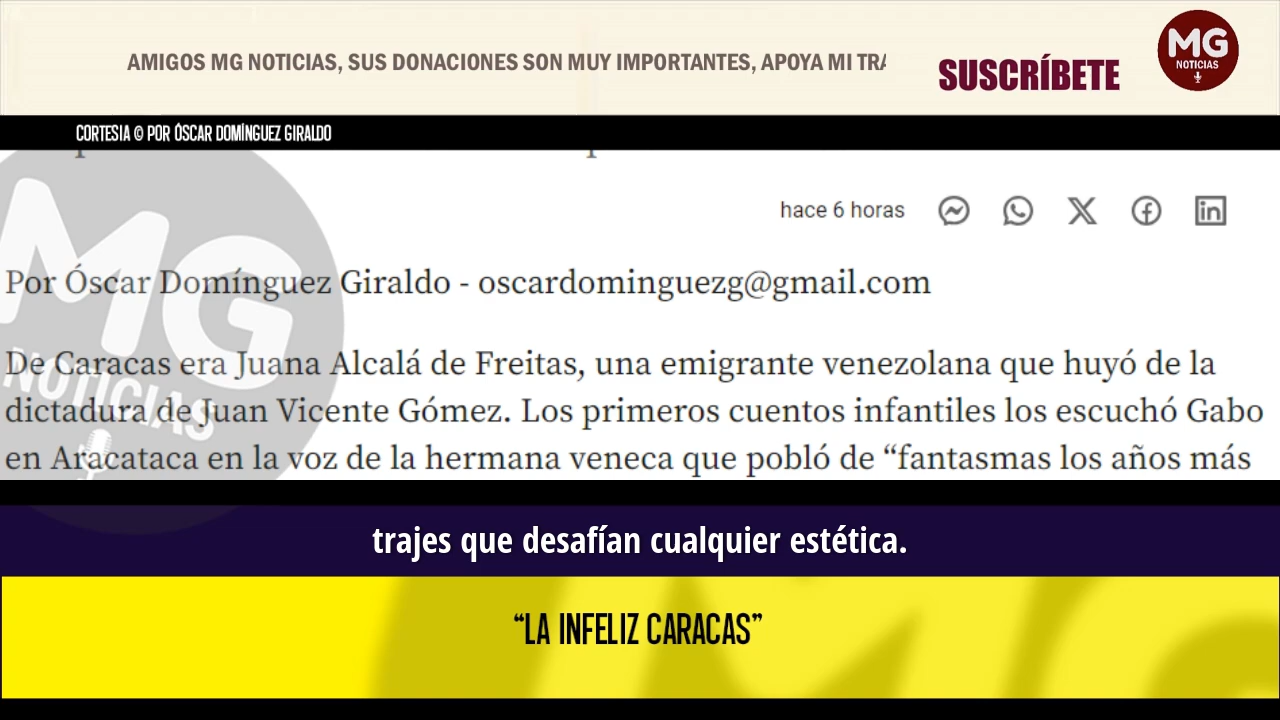 AMIGOS MG NOTICIAS, SUS DONACIONES SON MUY IMPORTANTES, APOYA MI
SUSCRÍBETE
MG
NOTICIAS
CORTESIA © POR ÓSCAR DOMÍNGUEZ GIRALDO
hace 6 horas
Por Óscar Domínguez Giraldo - oscardominguezg@gmail.com
De Caracas era Juana Alcalá de Freitas, una emigrante venezolana que huyó de la
dictadura de Juan Vicente Gómez. Los primeros cuentos infantiles los escuchó Gabo
en Aracataca en la voz de la hermana veneca que pobló de “fantasmas los años más
MG
NOTICIAS
trajes que desafían cualquier estética.
“LA INFELIZ CARACAS”